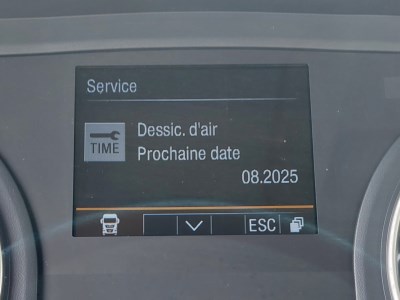 Service
Dessic. d'air
TIME
Prochaine date
08.2025
ESC